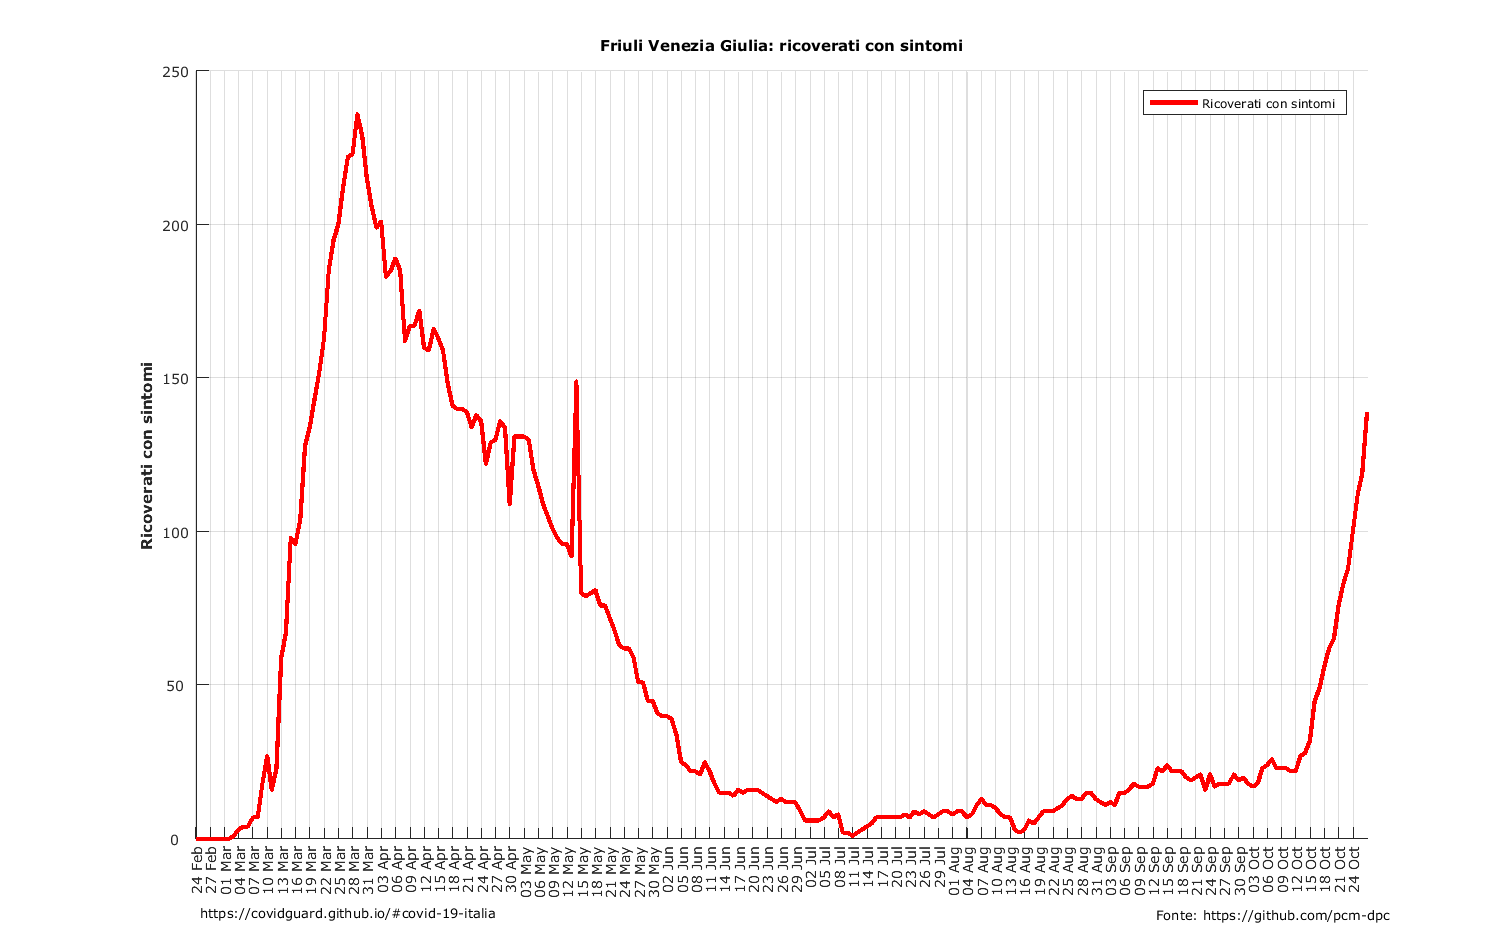 Friuli Venezia Giulia: ricoverati con sintomi
Ricoverati con sintomi
Ricoverati con sintomi
250
200
150
100
50
0
24 Feb
27 Feb
01 Mar
04 Mar
07 Mar
10 Mar
13 Mar
16 Mar
19 Mar
22 Mar
25 Mar
28 Mar
31 Mar
03 Apr
06 Apr
09 Apr
12 Apr
15 Apr
18 Apr
21 Apr
24 Apr
27 Apr
30 Apr
03 May
06 May
09 May
12 May
15 May
18 May
21 May
24 May
27 May
30 May
02 Jun
05 Jun
08 Jun
11 Jun
14 Jun
17 Jun
20 Jun
23 Jun
26 Jun
29 Jun
02 Jul
05 Jul
08 Jul
11 Jul
14 Jul
17 Jul
20 Jul
23 Jul
26 Jul
29 Jul
01 Aug
04 Aug
07 Aug
10 Aug
13 Aug
16 Aug
19 Aug
22 Aug
25 Aug
28 Aug
31 Aug
03 Sep
06 Sep
09 Sep
12 Sep
15 Sep
18 Sep
21 Sep
24 Sep
27 Sep
30 Sep
03 Oct
06 Oct
09 Oct
12 Oct
15 Oct
18 Oct
21 Oct
24 Oct
https://covidguard.github.io/#covid-19-italia
Fonte: https://github.com/pcm-dpc